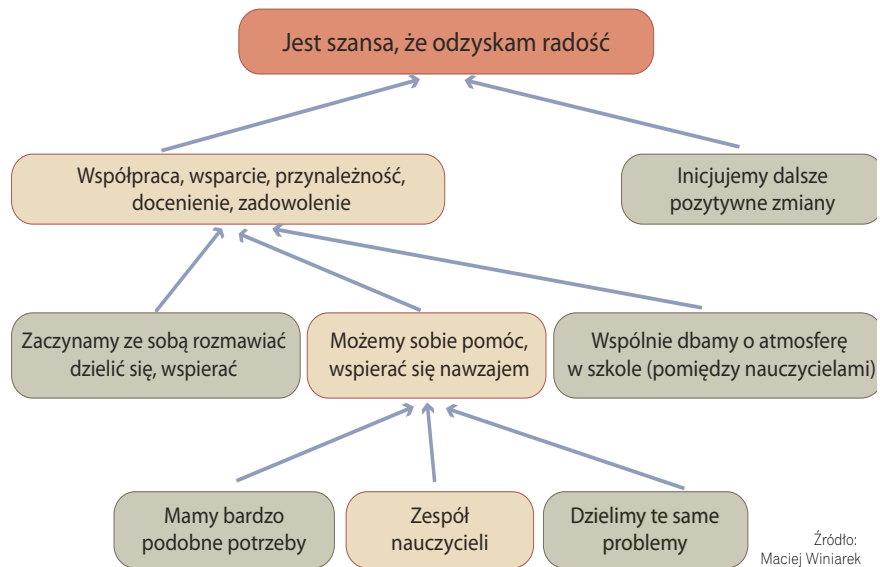 Jest szansa, że odzyskam radość
Współpraca, wsparcie, przynależność,
docenienie, zadowolenie
Inicjujemy dalsze
pozytywne zmiany
Zaczynamy ze sobą rozmawiać
dzielić się, wspierać
Możemy sobie pomóc,
wspierać się nawzajem
Wspólnie dbamy o atmosferę
w szkole (pomiędzy nauczycielami)
Mamy bardzo
podobne potrzeby
Zespół
nauczycieli
Dzielimy te same
problemy
Źródło:
Maciej Winiarek